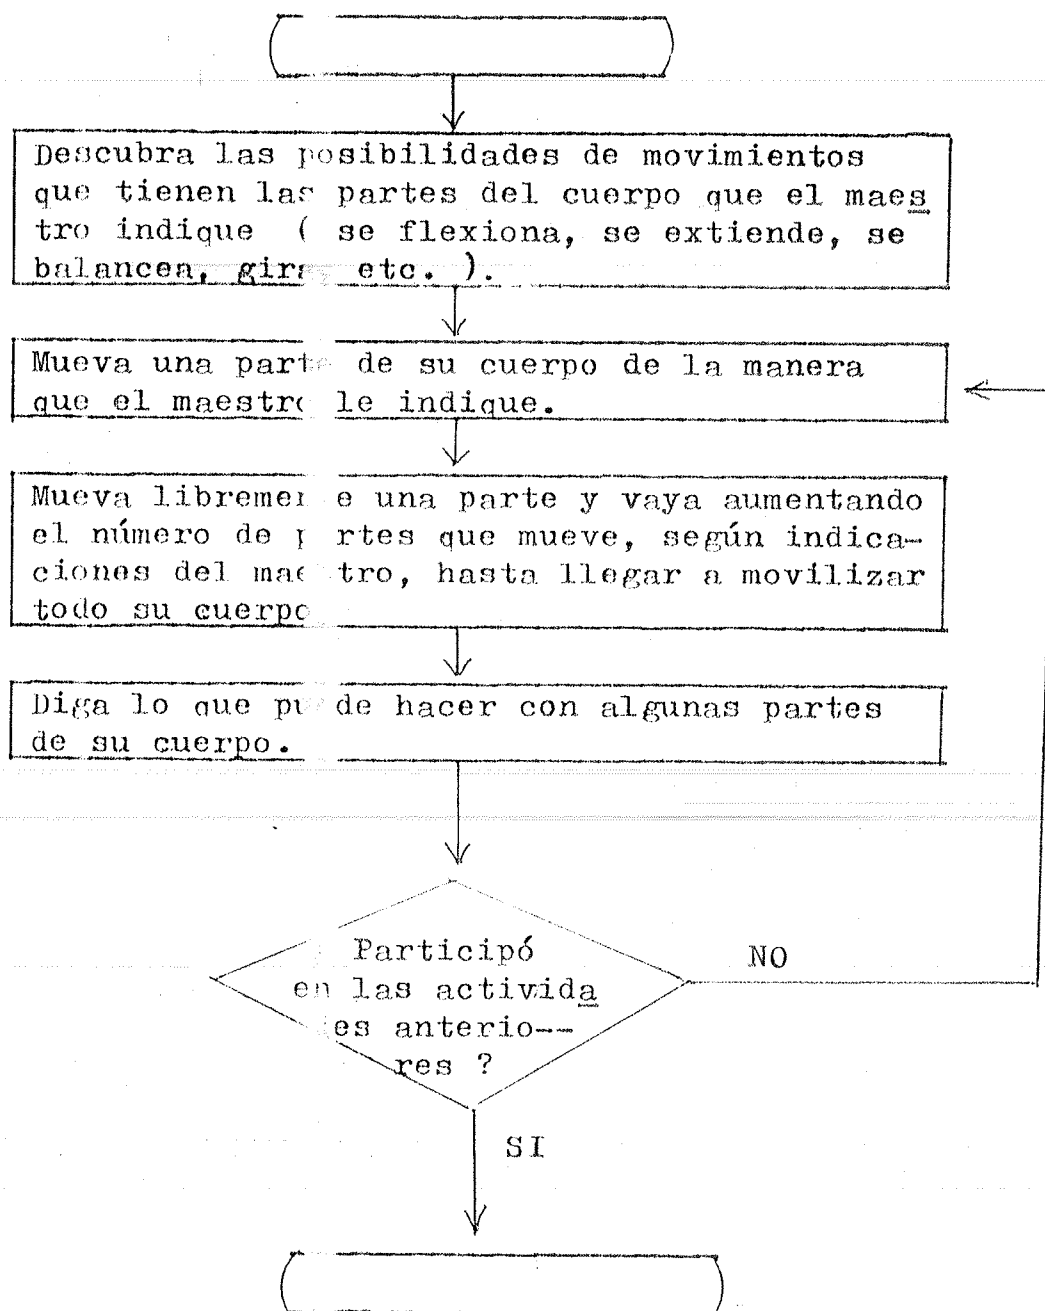 Descubra las posibilidades de movimientos
que tienen las partes del cuerpo que el maes
tro indique ( se flexiona, se extiende, se
balancea, gira, etc. ).
Mueva una parte de su cuerpo de la manera
que el maestro le indique.
Mueva libremente una parte y vaya aumentando
el número de partes que mueve, según indica-
ciones del maestro, hasta llegar a movilizar
todo su cuerpo
Diga lo que puede hacer con algunas partes
de su cuerpo.
Participó
en las activida
des anterio--
res ?
NO
SI